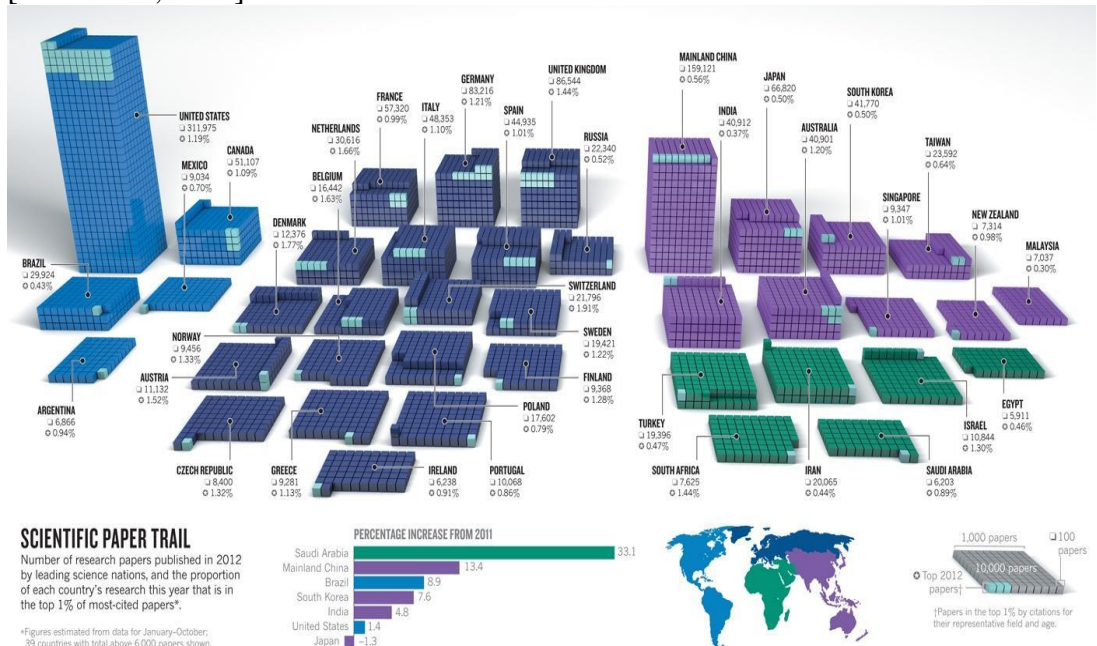 UNITED STATES
❏ 311,975
✪ 1.19%
CANADA
❏ 51,107
✪ 1.09%
MEXICO
❏ 9,034
✪ 0.70%
BRAZIL
❏ 29,924
✪ 0.43%
ARGENTINA
❏ 6,866
✪ 0.94%
FRANCE
❏ 57,320
✪ 0.99%
ITALY
❏ 48,353
✪ 1.10%
GERMANY
❏ 83,216
✪ 1.21%
SPAIN
❏ 44,935
✪ 1.01%
UNITED KINGDOM
❏ 86,544
✪ 1.44%
RUSSIA
❏ 22,340
✪ 0.52%
NETHERLANDS
❏ 30,616
✪ 1.66%
BELGIUM
❏ 16,442
✪ 1.63%
DENMARK
❏ 12,376
✪ 1.77%
SWITZERLAND
❏ 21,796
✪ 1.91%
SWEDEN
❏ 19,421
✪ 1.22%
NORWAY
❏ 9,456
✪ 1.33%
AUSTRIA
❏ 11,132
✪ 1.52%
FINLAND
❏ 9,368
✪ 1.28%
POLAND
❏ 17,602
✪ 0.79%
CZECH REPUBLIC
❏ 8,400
✪ 1.32%
GREECE
❏ 9,281
✪ 1.13%
IRELAND
❏ 6,238
✪ 0.91%
PORTUGAL
❏ 10,068
✪ 0.86%
MAINLAND CHINA
❏ 159,121
✪ 0.56%
JAPAN
❏ 66,820
✪ 0.50%
SOUTH KOREA
❏ 41,770
✪ 0.50%
INDIA
❏ 40,912
✪ 0.37%
AUSTRALIA
❏ 40,901
✪ 1.20%
TAIWAN
❏ 23,592
✪ 0.64%
SINGAPORE
❏ 9,347
✪ 1.01%
NEW ZEALAND
❏ 7,314
✪ 0.98%
MALAYSIA
❏ 7,037
✪ 0.30%
TURKEY
❏ 19,396
✪ 0.47%
SOUTH AFRICA
❏ 7,625
✪ 1.44%
IRAN
❏ 20,065
✪ 0.44%
SAUDI ARABIA
❏ 6,203
✪ 0.89%
ISRAEL
❏ 10,844
✪ 1.30%
EGYPT
❏ 5,911
✪ 0.46%
SCIENTIFIC PAPER TRAIL
Number of research papers published in 2012
by leading science nations, and the proportion
of each country's research this year that is in
the top 1% of most-cited papers*.
*Figures estimated from data for January–October;
39 countries with total above 6,000 papers shown.
PERCENTAGE INCREASE FROM 2011
Saudi Arabia 33.1
Mainland China 13.4
Brazil 8.9
South Korea 7.6
India 4.8
United States 1.4
Japan –1.3
1,000 papers
❏ 100
papers
10,000 papers
✪ Top 2012
papers†
†Papers in the top 1% by citations for
their representative field and age.